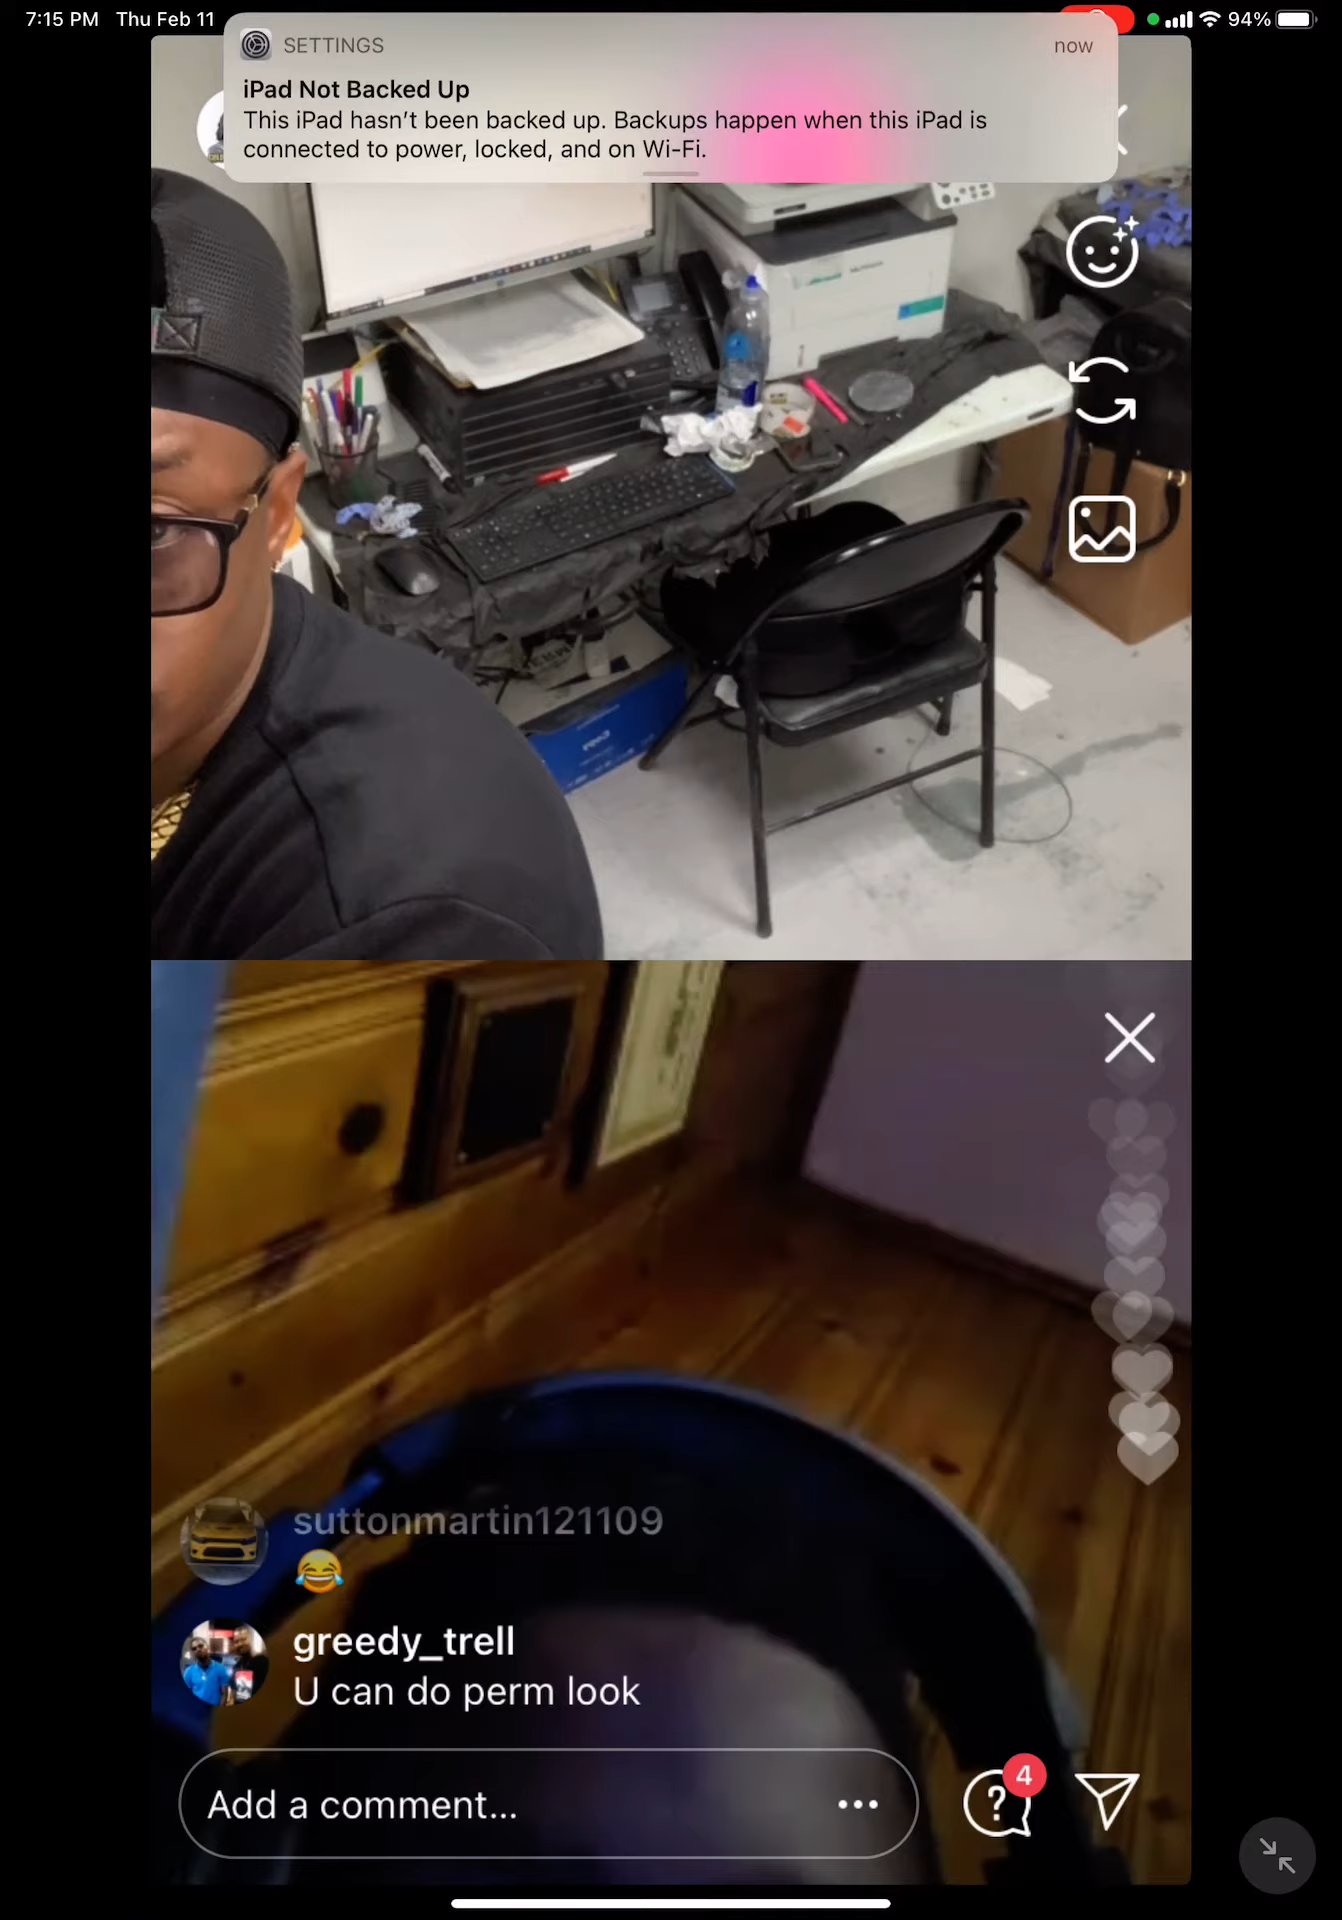 7:15 PM Thu Feb 11
94%
SETTINGS
now
iPad Not Backed Up
This iPad hasn't been backed up. Backups happen when this iPad is
connected to power, locked, and on Wi-Fi.
suttonmartin121109
😂
greedy_trell
U can do perm look
Add a comment...
4